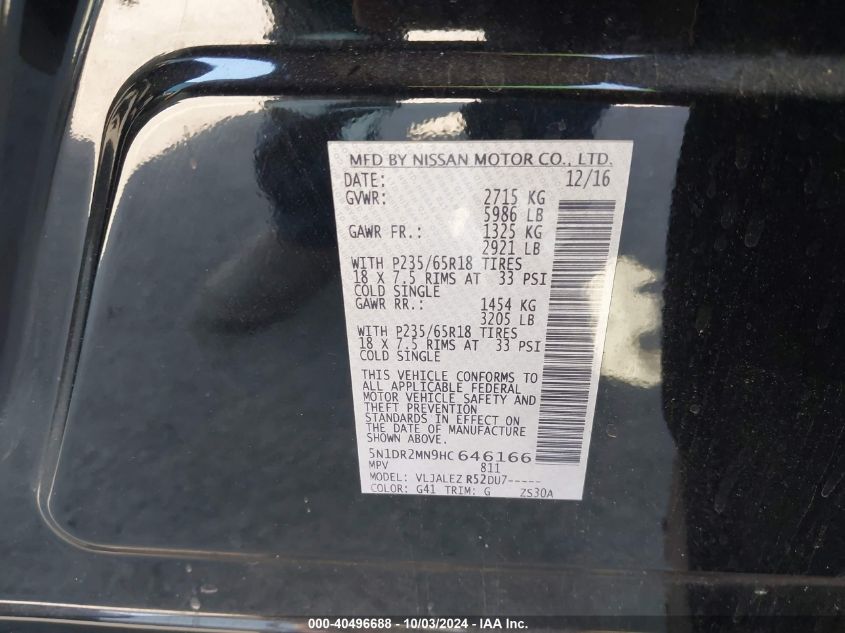 MFD BY NISSAN MOTOR CO., LTD.
DATE: 12/16
GVWR: 2715 KG
5986 LB
GAWR FR.: 1325 KG
2921 LB
WITH P235/65R18 TIRES
18 X 7.5 RIMS AT 33 PSI
COLD SINGLE
GAWR RR.: 1454 KG
3205 LB
WITH P235/65R18 TIRES
18 X 7.5 RIMS AT 33 PSI
COLD SINGLE
THIS VEHICLE CONFORMS TO
ALL APPLICABLE FEDERAL
MOTOR VEHICLE SAFETY AND
THEFT PREVENTION
STANDARDS IN EFFECT ON
THE DATE OF MANUFACTURE
SHOWN ABOVE.
5N1DR2MN9HC 646166
MPV 811
MODEL: VLJALEZ R52DU7-----
COLOR: G41 TRIM: G ZS30A
000-40496688 - 10/03/2024 - IAA Inc.